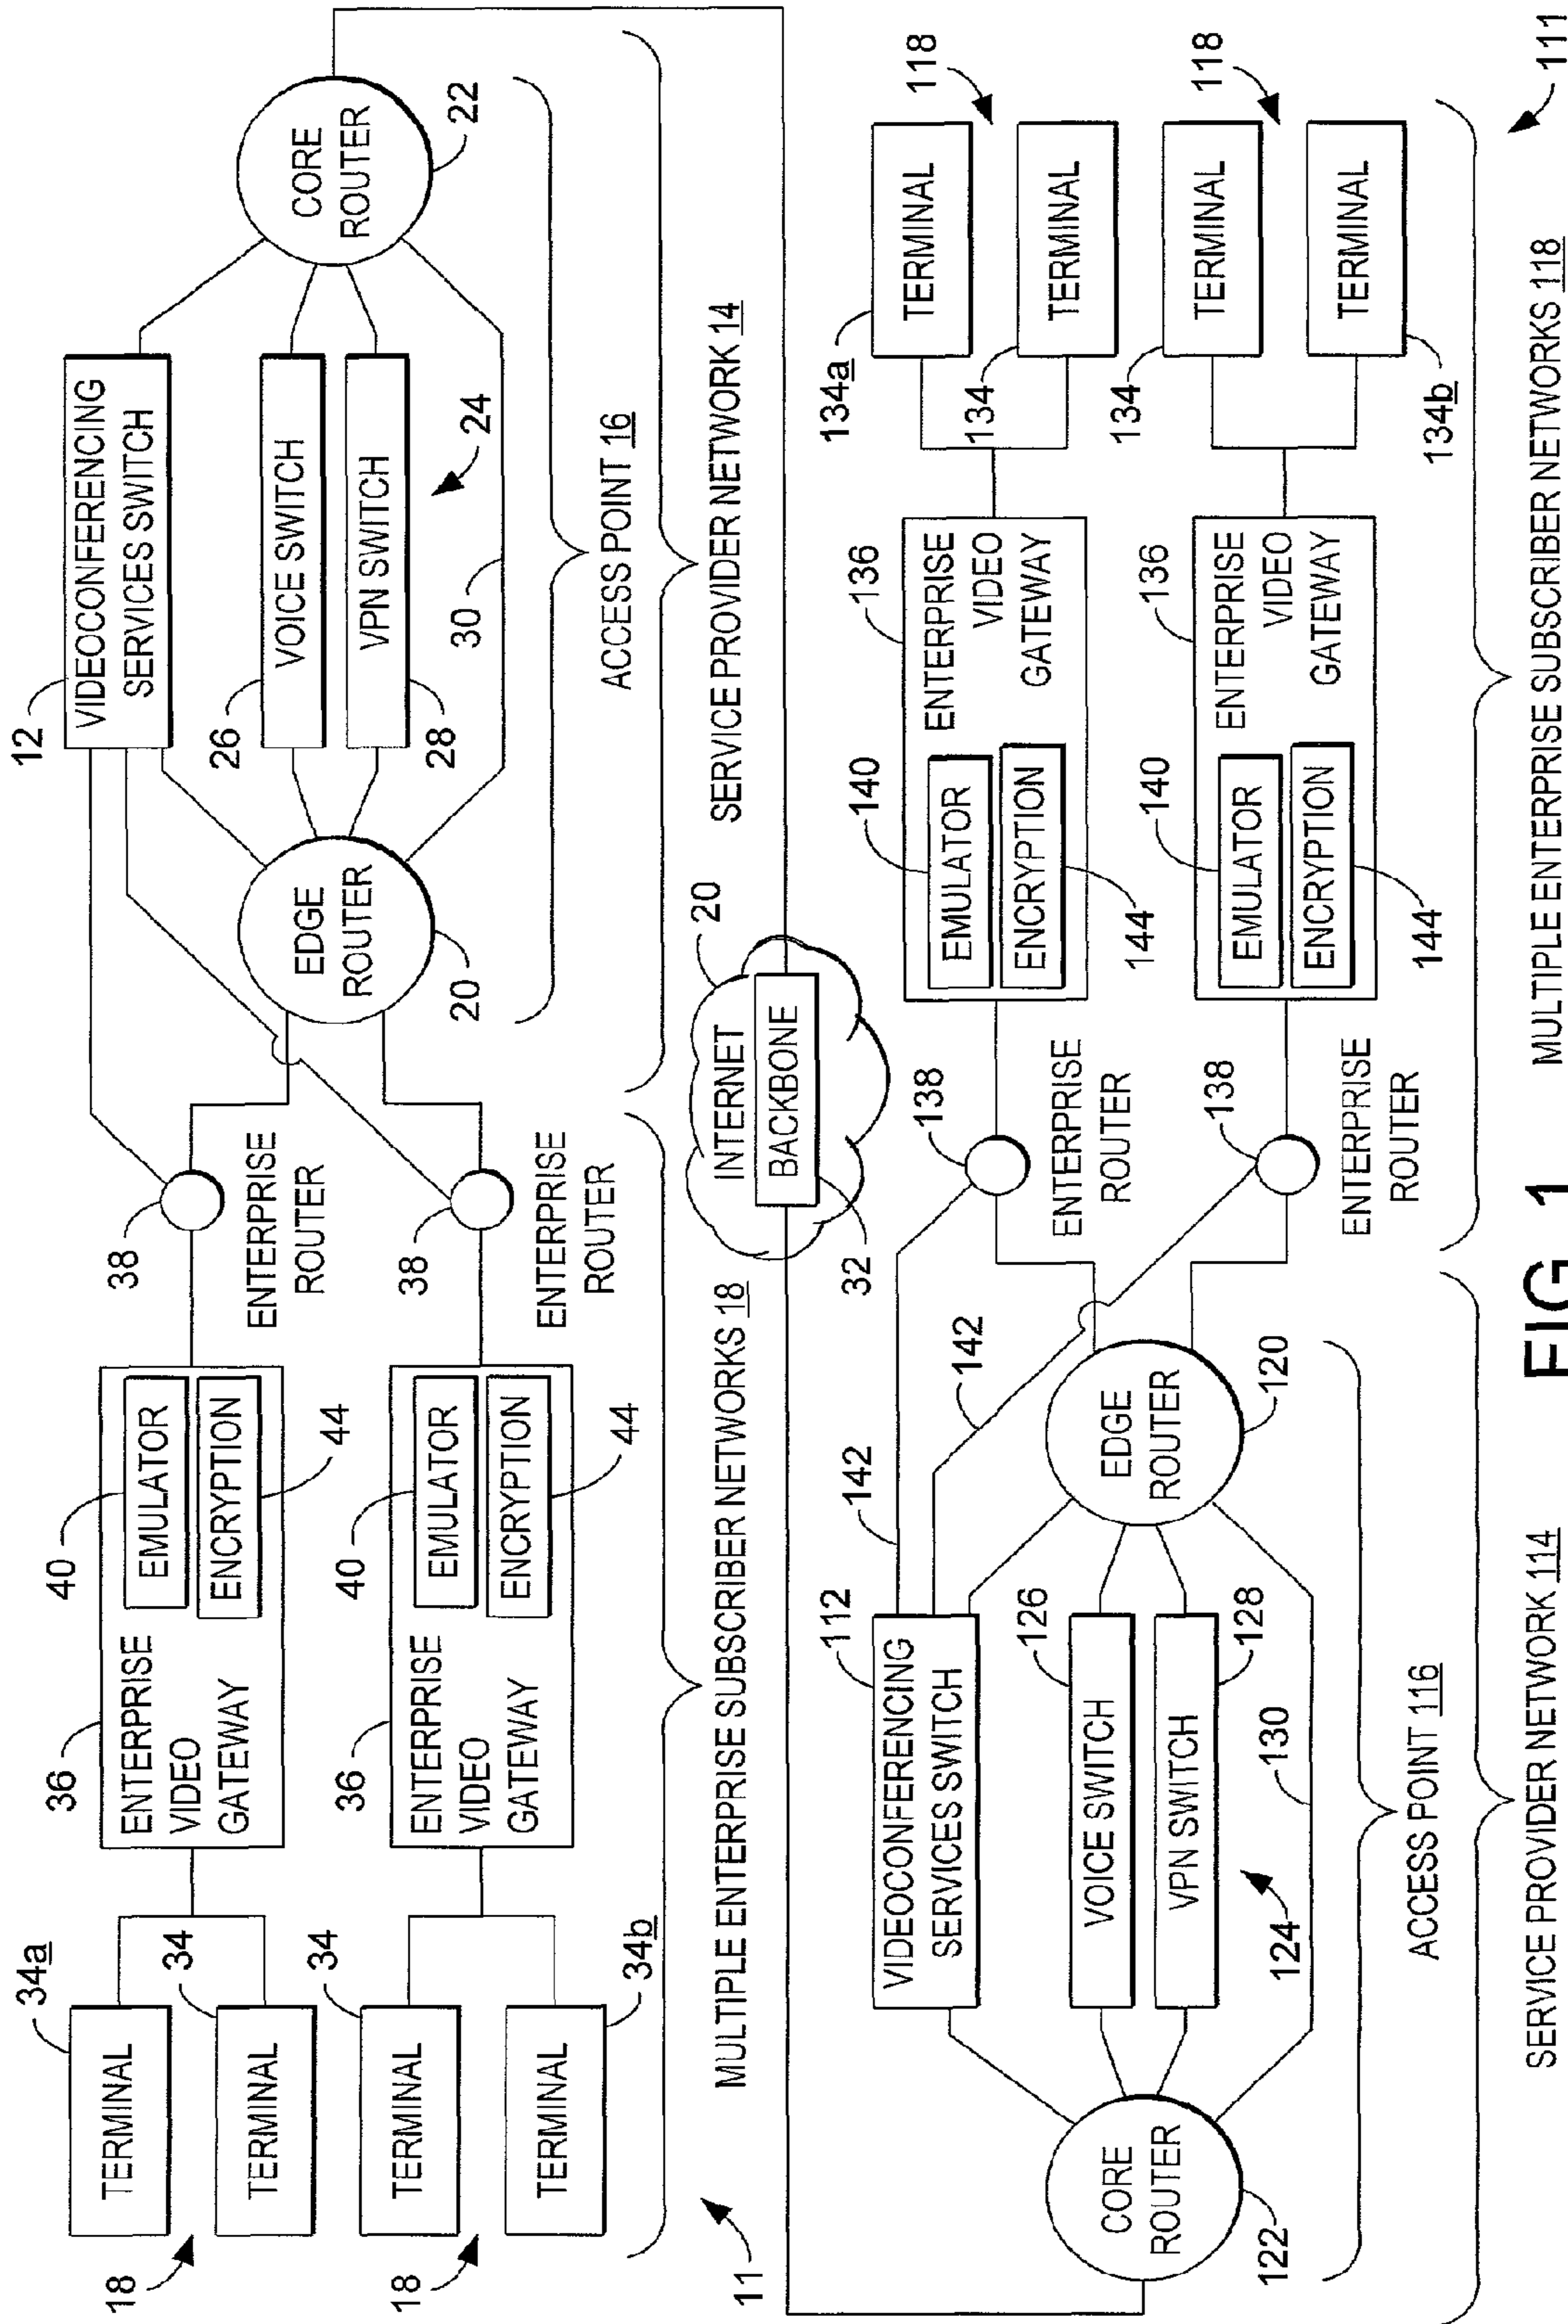 34a
TERMINAL
34
TERMINAL
18
34
TERMINAL
18
34b
TERMINAL
11
36
ENTERPRISE
VIDEO
GATEWAY
40
EMULATOR
ENCRYPTION
44
36
ENTERPRISE
VIDEO
GATEWAY
40
EMULATOR
ENCRYPTION
44
38
ENTERPRISE
ROUTER
38
ENTERPRISE
ROUTER
MULTIPLE ENTERPRISE SUBSCRIBER NETWORKS 18
12
VIDEOCONFERENCING
SERVICES SWITCH
EDGE
ROUTER
20
26
VOICE SWITCH
VPN SWITCH
28
24
30
CORE
ROUTER
22
ACCESS POINT 16
SERVICE PROVIDER NETWORK 14
INTERNET
20
BACKBONE
32
CORE
ROUTER
122
112
VIDEOCONFERENCING
SERVICES SWITCH
126
VOICE SWITCH
VPN SWITCH
128
124
130
142
142
EDGE
ROUTER
120
ACCESS POINT 116
SERVICE PROVIDER NETWORK 114
138
ENTERPRISE
ROUTER
138
ENTERPRISE
ROUTER
140
EMULATOR
ENCRYPTION
144
136
ENTERPRISE
VIDEO
GATEWAY
140
EMULATOR
ENCRYPTION
144
136
ENTERPRISE
VIDEO
GATEWAY
134a
TERMINAL
118
134
TERMINAL
134
TERMINAL
118
134b
TERMINAL
MULTIPLE ENTERPRISE SUBSCRIBER NETWORKS 118
111
FIG 1